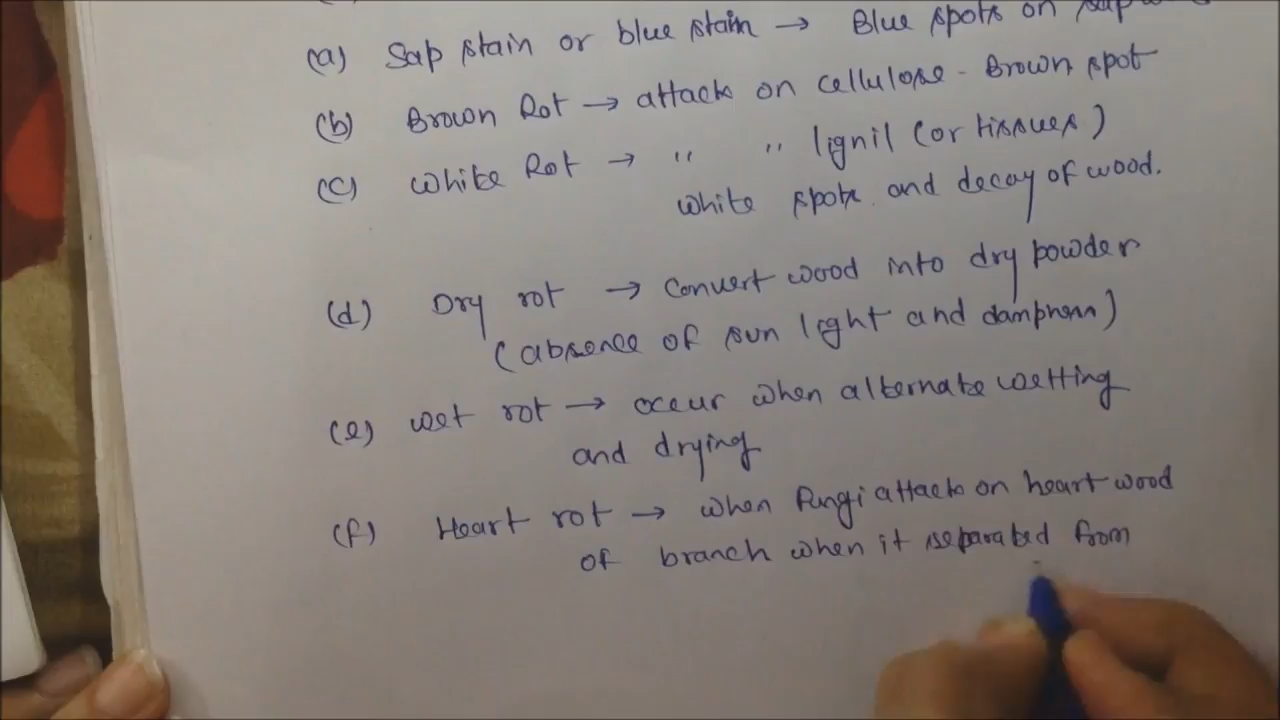 (a) Sap stain or blue stain → Blue spots on
(b) Brown Rot → attack on cellulose - Brown spot
(c) White Rot → " " lignil (or tissues)
white spots and decay of wood.
(d) Dry rot → Convert wood into dry powder
(absence of sun light and dampness)
(e) wet rot → occur when alternate wetting
and drying
(f) Heart rot → when fungi attack on heart wood
of branch when it separated from